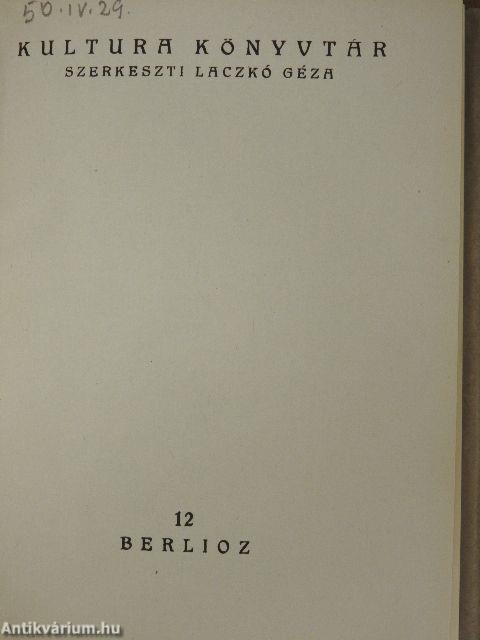 50.IV.29.
KULTURA KÖNYVTÁR
SZERKESZTI LACZKÓ GÉZA
12
BERLIOZ
Antikvárium.hu